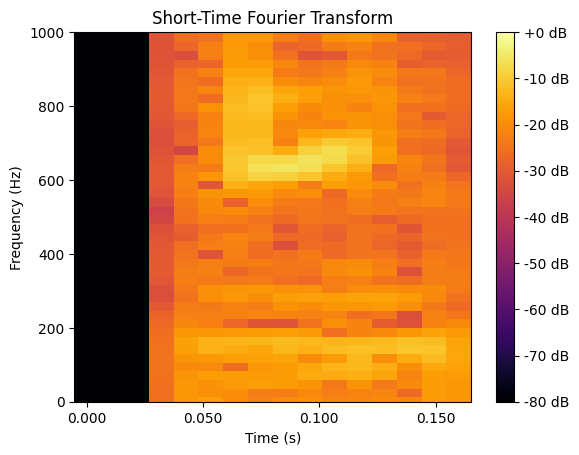 Short-Time Fourier Transform
1000
800
600
400
200
0
Frequency (Hz)
0.000
0.050
0.100
0.150
Time (s)
+0 dB
-10 dB
-20 dB
-30 dB
-40 dB
-50 dB
-60 dB
-70 dB
-80 dB